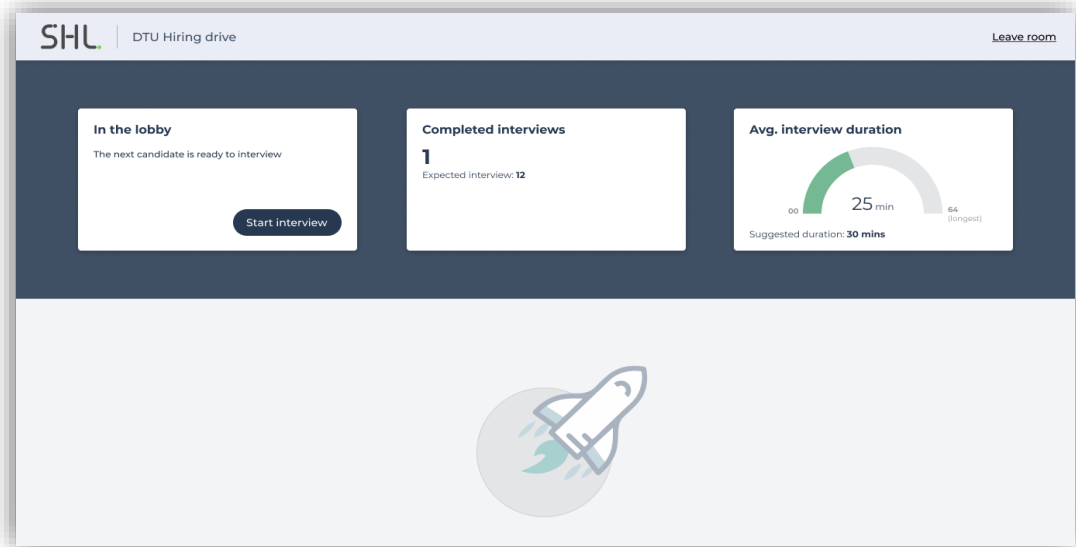 SHL.
DTU Hiring drive
Leave room
In the lobby
The next candidate is ready to interview
Start interview
Completed interviews
1
Expected interview: 12
Avg. interview duration
25 min
00
64
(longest)
Suggested duration: 30 mins